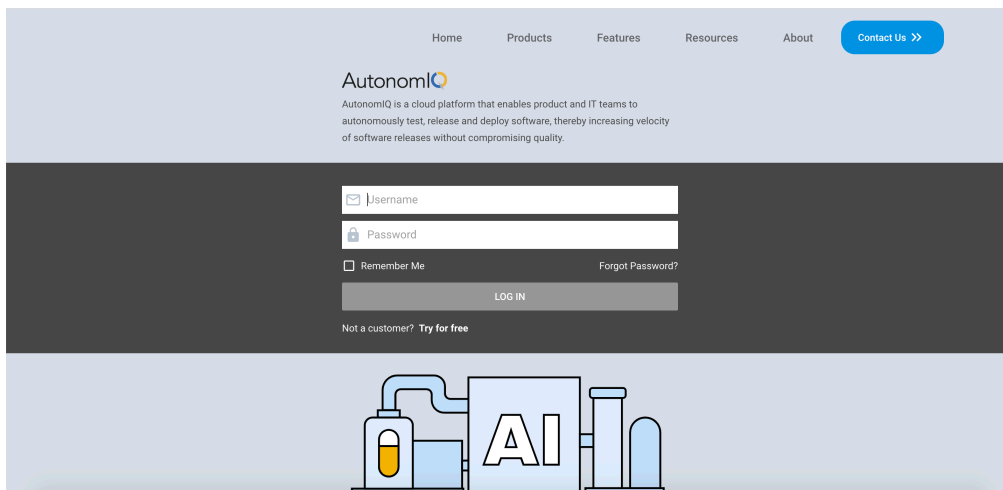 Home Products Features Resources About Contact Us
AutonomIQ
AutonomIQ is a cloud platform that enables product and IT teams to
autonomously test, release and deploy software, thereby increasing velocity
of software releases without compromising quality.
Username
Password
Remember Me Forgot Password?
LOG IN
Not a customer? Try for free
AI